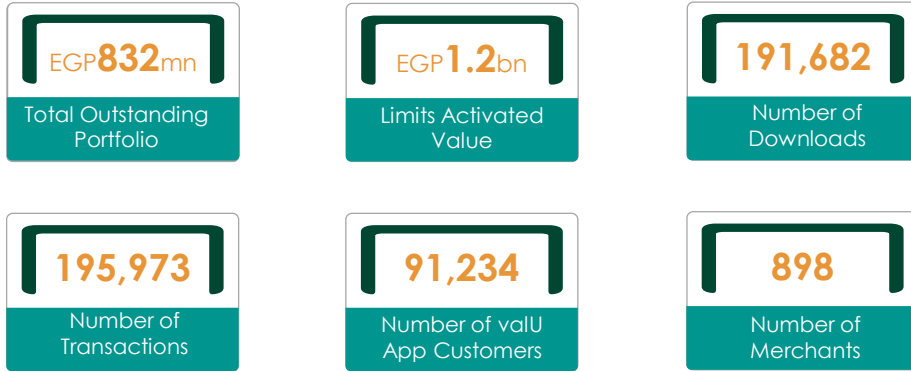 EGP832mn
Total Outstanding
Portfolio
EGP1.2bn
Limits Activated
Value
191,682
Number of
Downloads
195,973
Number of
Transactions
91,234
Number of valU
App Customers
898
Number of
Merchants